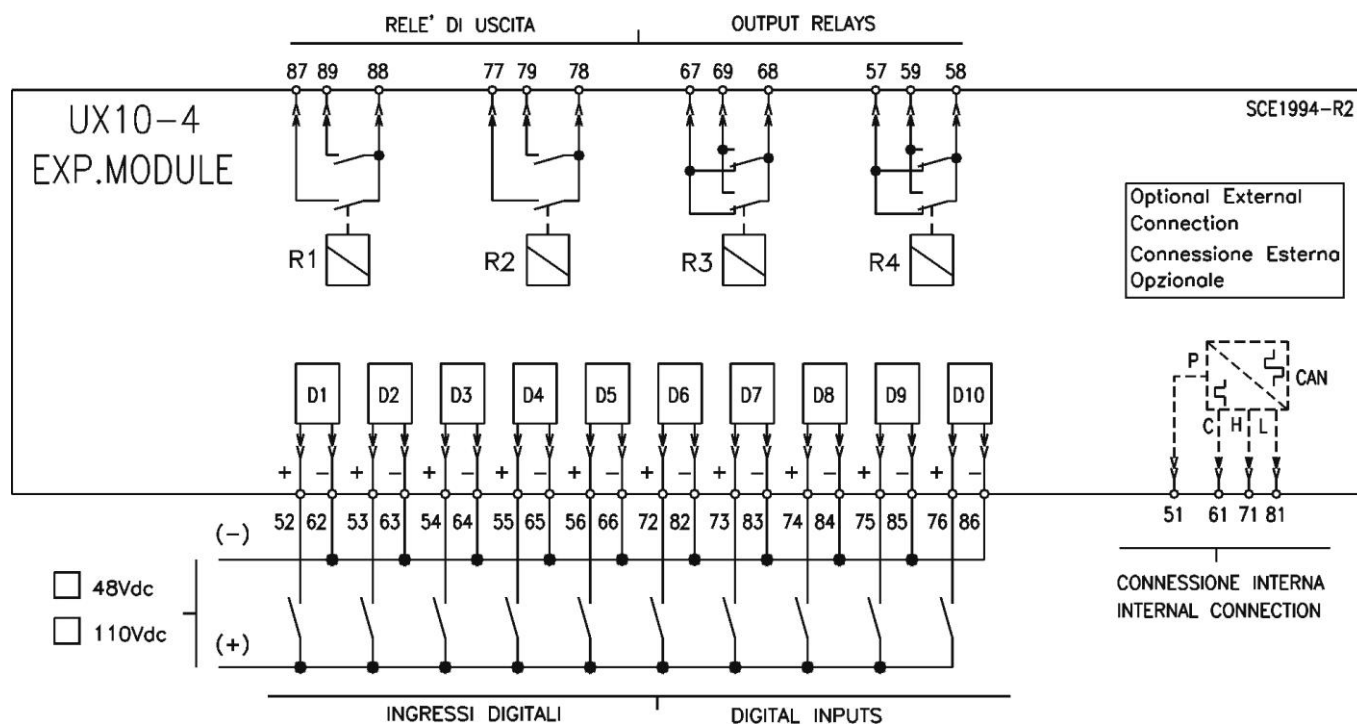 RELE' DI USCITA OUTPUT RELAYS
87 89 88 77 79 78 67 69 68 57 59 58
UX10-4
EXP.MODULE
SCE1994-R2
R1 R2 R3 R4
Optional External
Connection
Connessione Esterna
Opzionale
D1 D2 D3 D4 D5 D6 D7 D8 D9 D10
P CAN
C H L
+ - + - + - + - + - + - + - + - + - + -
52 62 53 63 54 64 55 65 56 66 72 82 73 83 74 84 75 85 76 86
51 61 71 81
(-)
48Vdc
110Vdc
(+)
CONNESSIONE INTERNA
INTERNAL CONNECTION
INGRESSI DIGITALI DIGITAL INPUTS